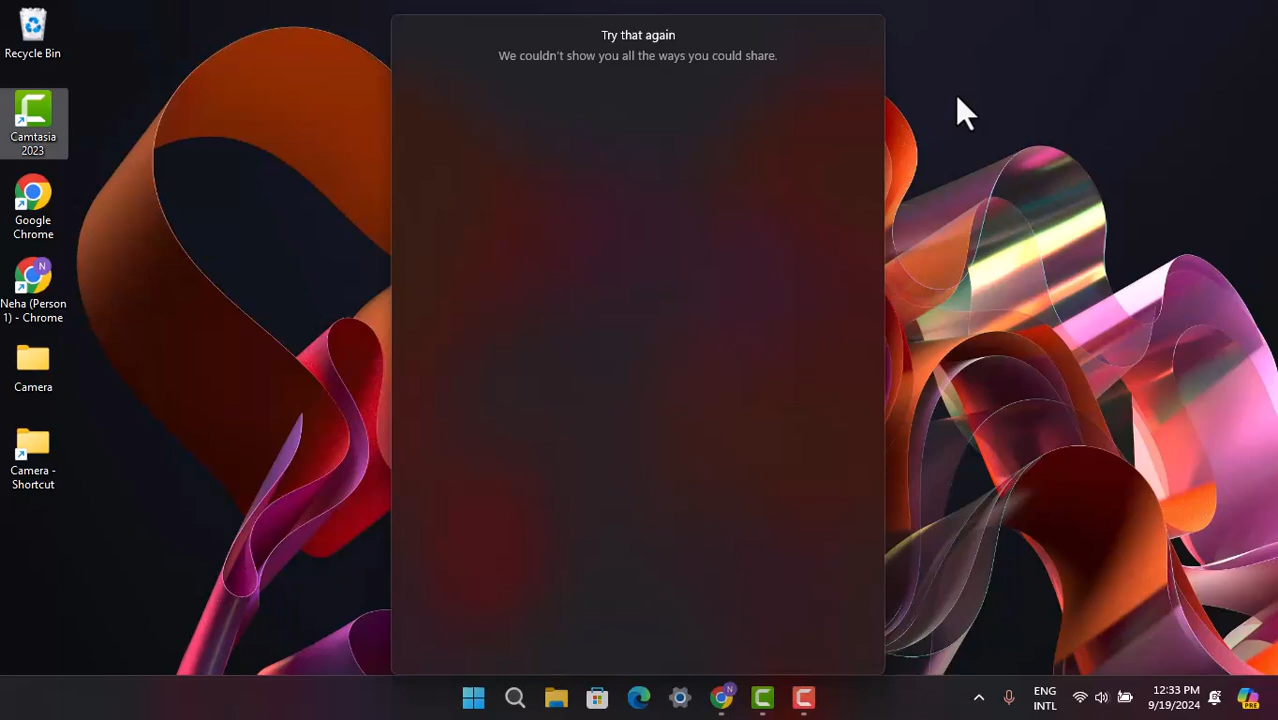 Recycle Bin
Camtasia
2023
Google
Chrome
N
Neha (Person
1) - Chrome
Camera
Camera -
Shortcut
Try that again
We couldn't show you all the ways you could share.
N
ENG
INTL
12:33 PM
9/19/2024
PRE